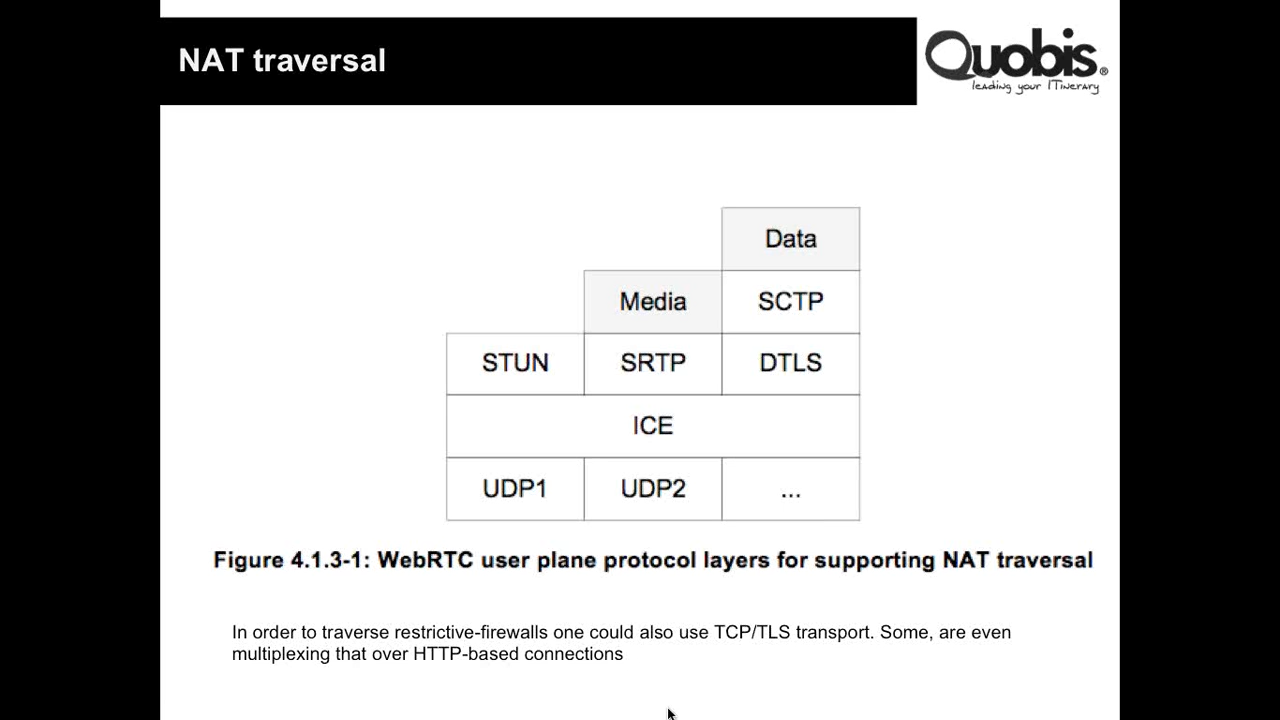 NAT traversal
Quobis®
leading your ITinerary
Data
Media SCTP
STUN SRTP DTLS
ICE
UDP1 UDP2 ...
Figure 4.1.3-1: WebRTC user plane protocol layers for supporting NAT traversal
In order to traverse restrictive-firewalls one could also use TCP/TLS transport. Some, are even
multiplexing that over HTTP-based connections